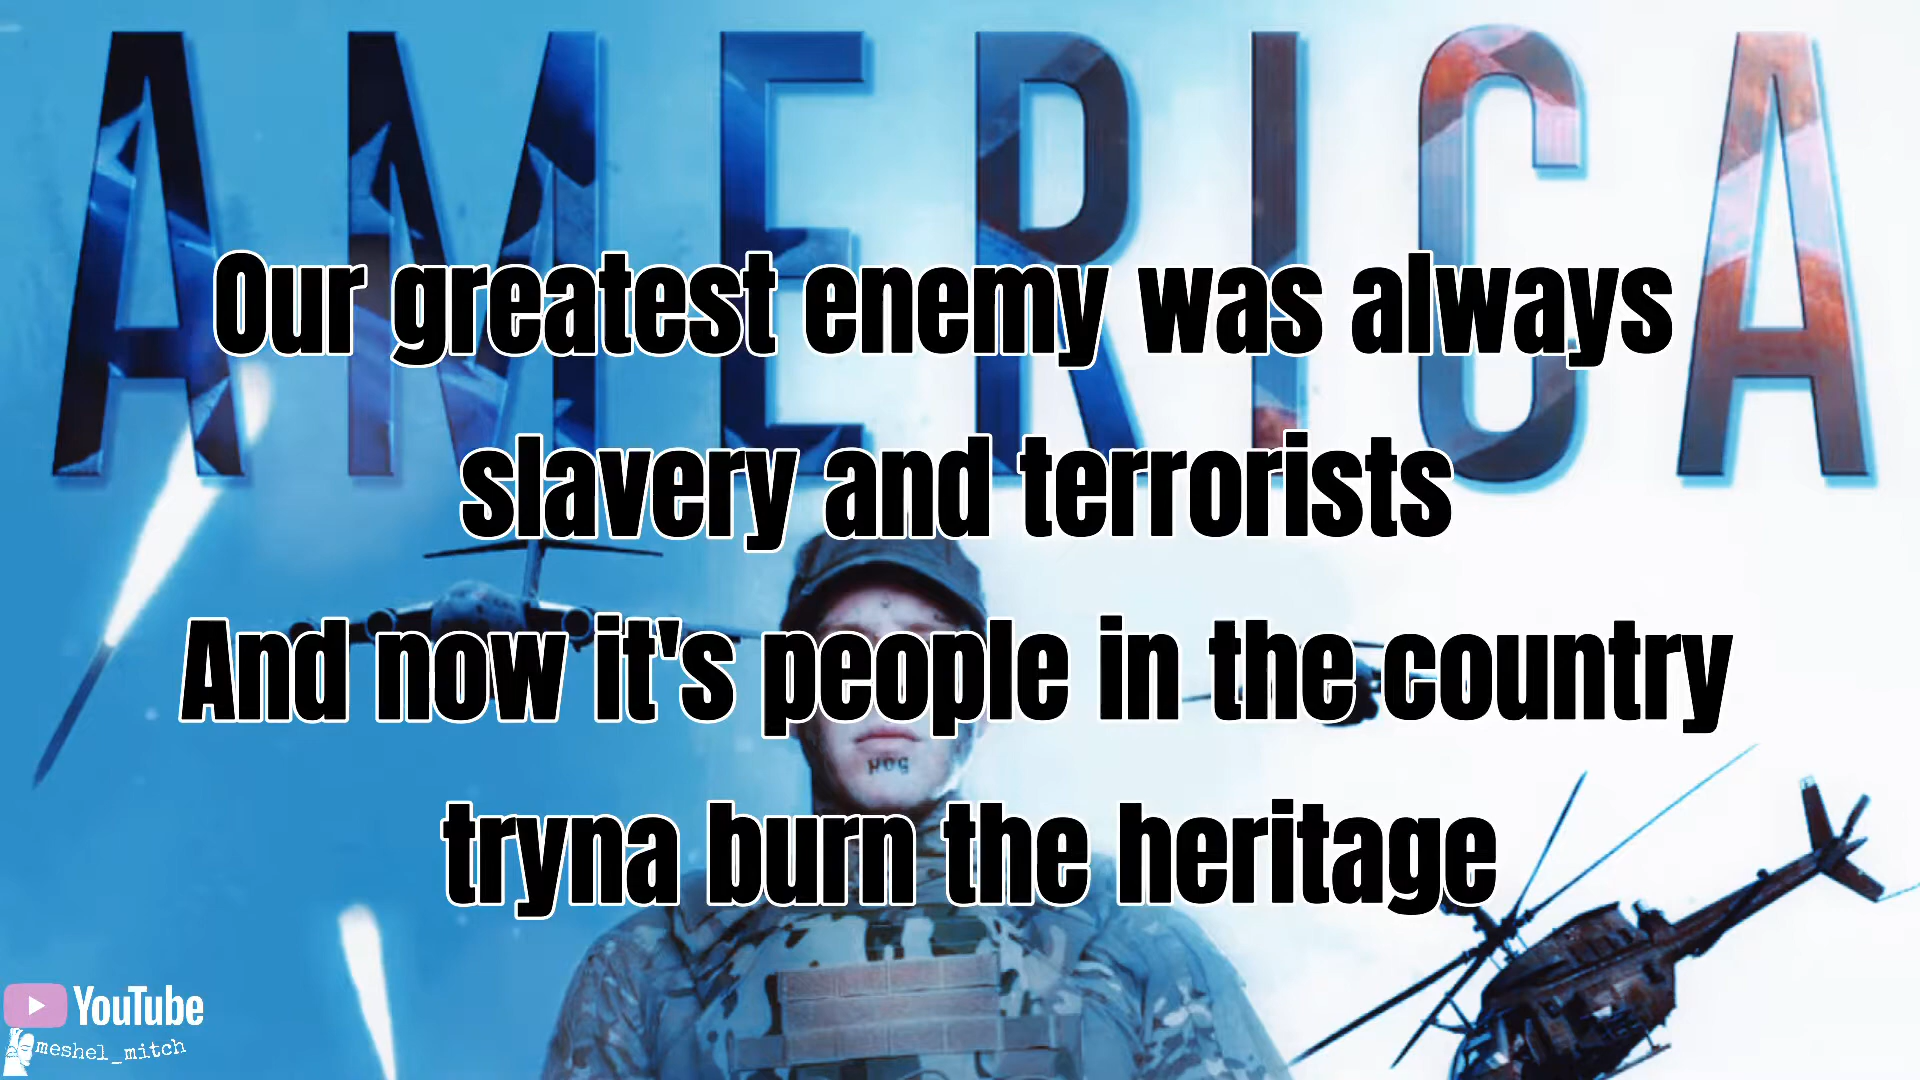 AMERICA
Our greatest enemy was always
slavery and terrorists
And now it's people in the country
tryna burn the heritage
YouTube
meshel_mitch